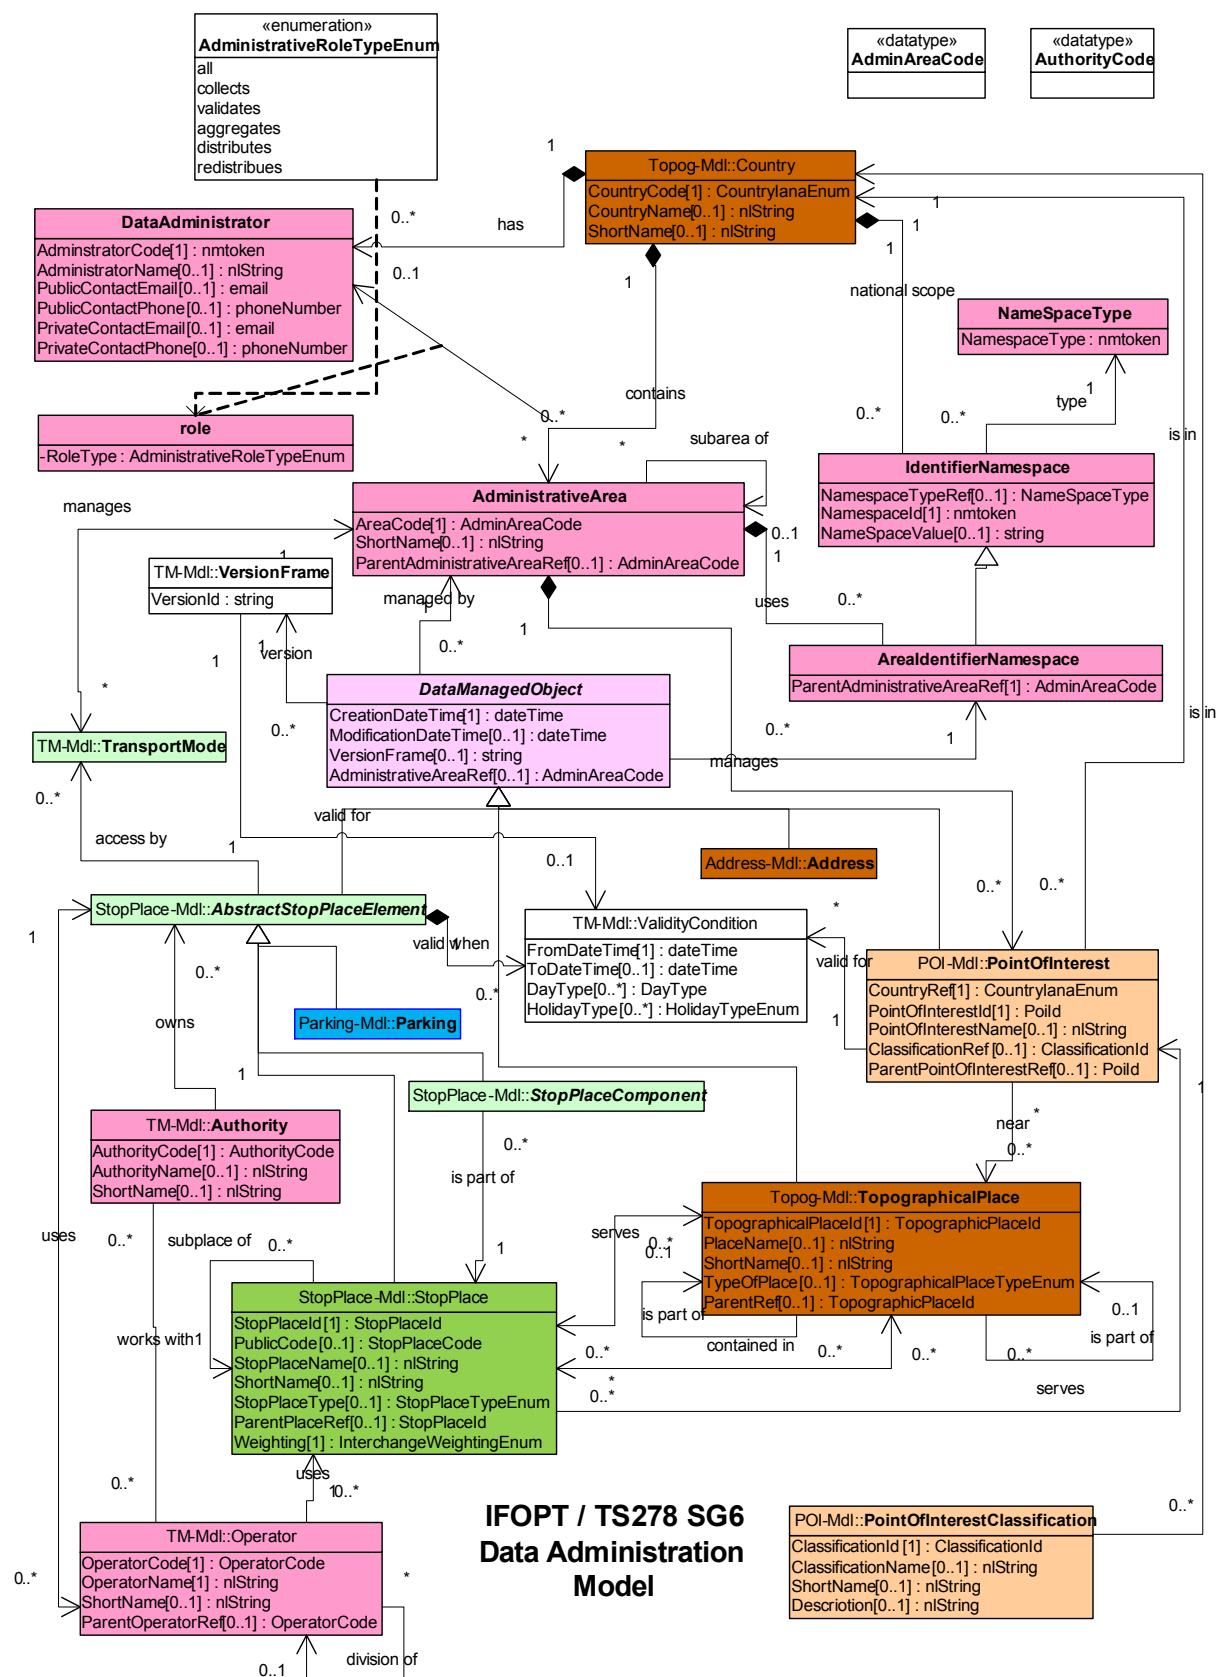 «enumeration»
AdministrativeRoleTypeEnum
all
collects
validates
aggregates
distributes
redistribues
«datatype»
AdminAreaCode
«datatype»
AuthorityCode
1
Topog-Mdl::Country
CountryCode[1] : CountryIanaEnum
CountryName[0..1] : nlString
ShortName[0..1] : nlString
1
1
1
1
0..*
has
DataAdministrator
AdminstratorCode[1] : nmtoken
AdministratorName[0..1] : nlString
PublicContactEmail[0..1] : email
PublicContactPhone[0..1] : phoneNumber
PrivateContactEmail[0..1] : email
PrivateContactPhone[0..1] : phoneNumber
0..1
1
national scope
NameSpaceType
NamespaceType : nmtoken
1
type
contains
0..*
0..*
0..*
*
*
subarea of
is in
role
-RoleType : AdministrativeRoleTypeEnum
IdentifierNamespace
NamespaceTypeRef[0..1] : NameSpaceType
NamespaceId[1] : nmtoken
NameSpaceValue[0..1] : string
manages
AdministrativeArea
AreaCode[1] : AdminAreaCode
ShortName[0..1] : nlString
ParentAdministrativeAreaRef[0..1] : AdminAreaCode
0..1
1
1
TM-Mdl::VersionFrame
VersionId : string
managed by
1
1
uses
0..*
1
1
version
0..*
AreaIdentifierNamespace
ParentAdministrativeAreaRef[1] : AdminAreaCode
DataManagedObject
CreationDateTime[1] : dateTime
ModificationDateTime[0..1] : dateTime
VersionFrame[0..1] : string
AdministrativeAreaRef[0..1] : AdminAreaCode
*
0..*
0..*
1
is in
manages
TM-Mdl::TransportMode
0..*
valid for
access by
1
0..1
Address-Mdl::Address
0..*
0..*
StopPlace-Mdl::AbstractStopPlaceElement
1
valid when
1
TM-Mdl::ValidityCondition
FromDateTime[1] : dateTime
ToDateTime[0..1] : dateTime
DayType[0..*] : DayType
HolidayType[0..*] : HolidayTypeEnum
*
valid for
1
POI-Mdl::PointOfInterest
CountryRef[1] : CountryIanaEnum
PointOfInterestId[1] : PoiId
PointOfInterestName[0..1] : nlString
ClassificationRef[0..1] : ClassificationId
ParentPointOfInterestRef[0..1] : PoiId
0..*
0..*
owns
Parking-Mdl::Parking
1
1
StopPlace-Mdl::StopPlaceComponent
TM-Mdl::Authority
AuthorityCode[1] : AuthorityCode
AuthorityName[0..1] : nlString
ShortName[0..1] : nlString
0..*
is part of
near
*
0..*
Topog-Mdl::TopographicalPlace
TopographicalPlaceId[1] : TopographicPlaceId
PlaceName[0..1] : nlString
ShortName[0..1] : nlString
TypeOfPlace[0..1] : TopographicalPlaceTypeEnum
ParentRef[0..1] : TopographicPlaceId
uses
0..*
subplace of
0..*
1
serves
0..*
0..1
is part of
contained in
0..1
is part of
StopPlace-Mdl::StopPlace
StopPlaceId[1] : StopPlaceId
PublicCode[0..1] : StopPlaceCode
StopPlaceName[0..1] : nlString
ShortName[0..1] : nlString
StopPlaceType[0..1] : StopPlaceTypeEnum
ParentPlaceRef[0..1] : StopPlaceId
Weighting[1] : InterchangeWeightingEnum
works with
1
0..*
0..*
0..*
*
0..*
serves
uses
0..*
1
0..*
IFOPT / TS278 SG6
Data Administration
Model
0..*
POI-Mdl::PointOfInterestClassification
ClassificationId [1] : ClassificationId
ClassificationName[0..1] : nlString
ShortName[0..1] : nlString
Descriotion[0..1] : nlString
TM-Mdl::Operator
OperatorCode[1] : OperatorCode
OperatorName[1] : nlString
ShortName[0..1] : nlString
ParentOperatorRef[0..1] : OperatorCode
0..*
*
division of
0..1